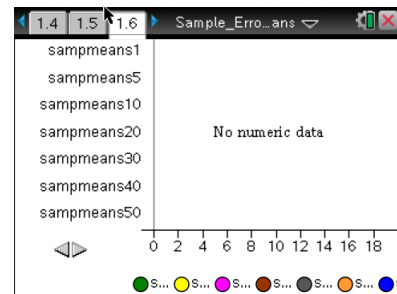 1.4 1.5 1.6 Sample_Erro...ans
sampmeans1
sampmeans5
sampmeans10
sampmeans20
sampmeans30
sampmeans40
sampmeans50
No numeric data
0 2 4 6 8 10 12 14 16 18
s... s... s... s... s... s... s